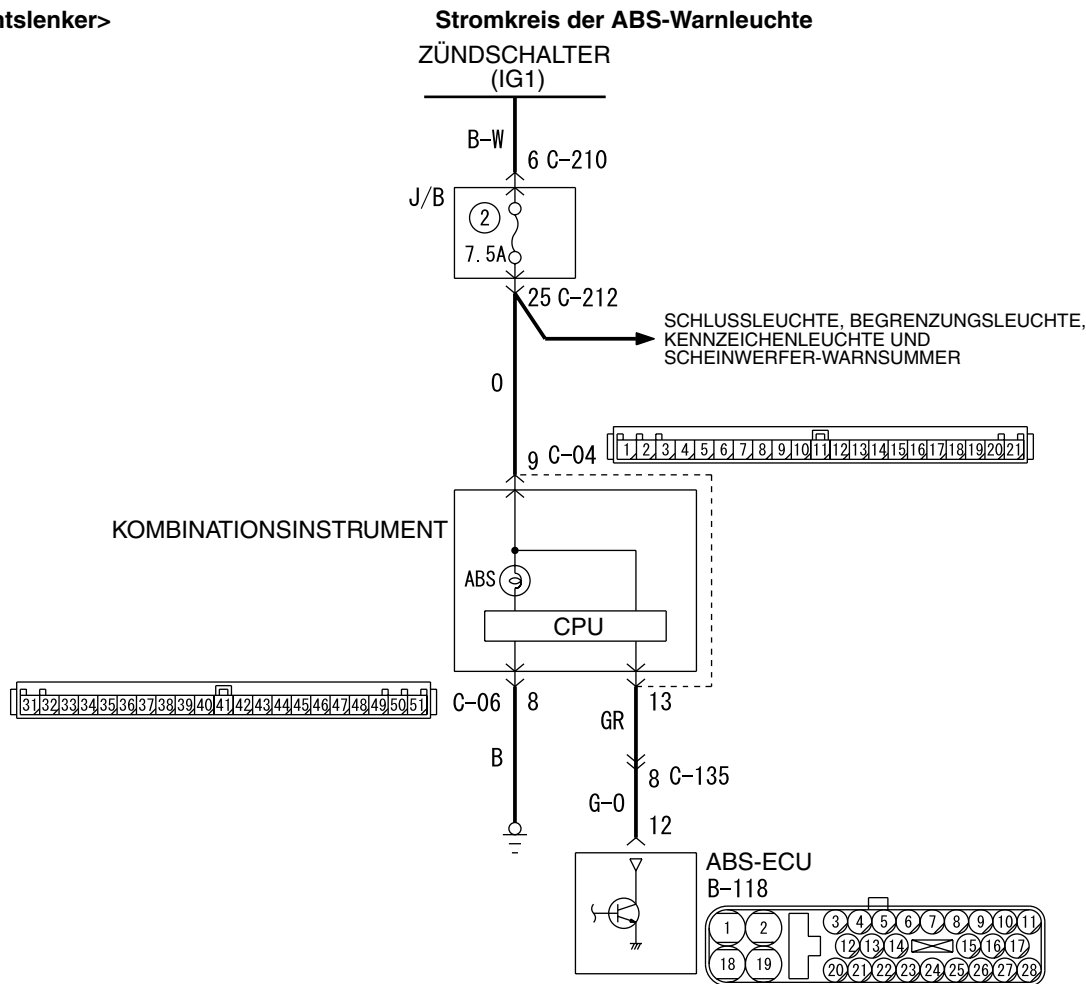 ntslenker>
Stromkreis der ABS-Warnleuchte
ZÜNDSCHALTER
(IG1)
B-W
6 C-210
J/B
2
7.5A
25 C-212
SCHLUSSLEUCHTE, BEGRENZUNGSLEUCHTE,
KENNZEICHENLEUCHTE UND
SCHEINWERFER-WARNSUMMER
O
9 C-04
1 2 3 4 5 6 7 8 9 10 11 12 13 14 15 16 17 18 19 20 21
KOMBINATIONSINSTRUMENT
ABS
CPU
31 32 33 34 35 36 37 38 39 40 41 42 43 44 45 46 47 48 49 50 51
C-06 8
13
GR
B
8 C-135
G-O
12
ABS-ECU
B-118
1 2 3 4 5 6 7 8 9 10 11
12 13 14 15 16 17
18 19 20 21 22 23 24 25 26 27 28